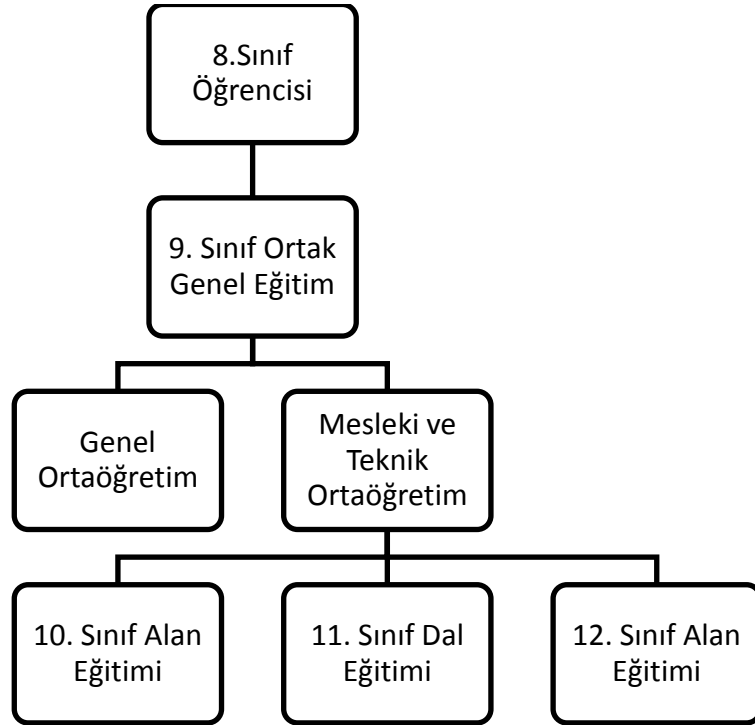 8.Sınıf
Öğrencisi
9. Sınıf Ortak
Genel Eğitim
Genel
Ortaöğretim
Mesleki ve
Teknik
Ortaöğretim
10. Sınıf Alan
Eğitimi
11. Sınıf Dal
Eğitimi
12. Sınıf Alan
Eğitimi